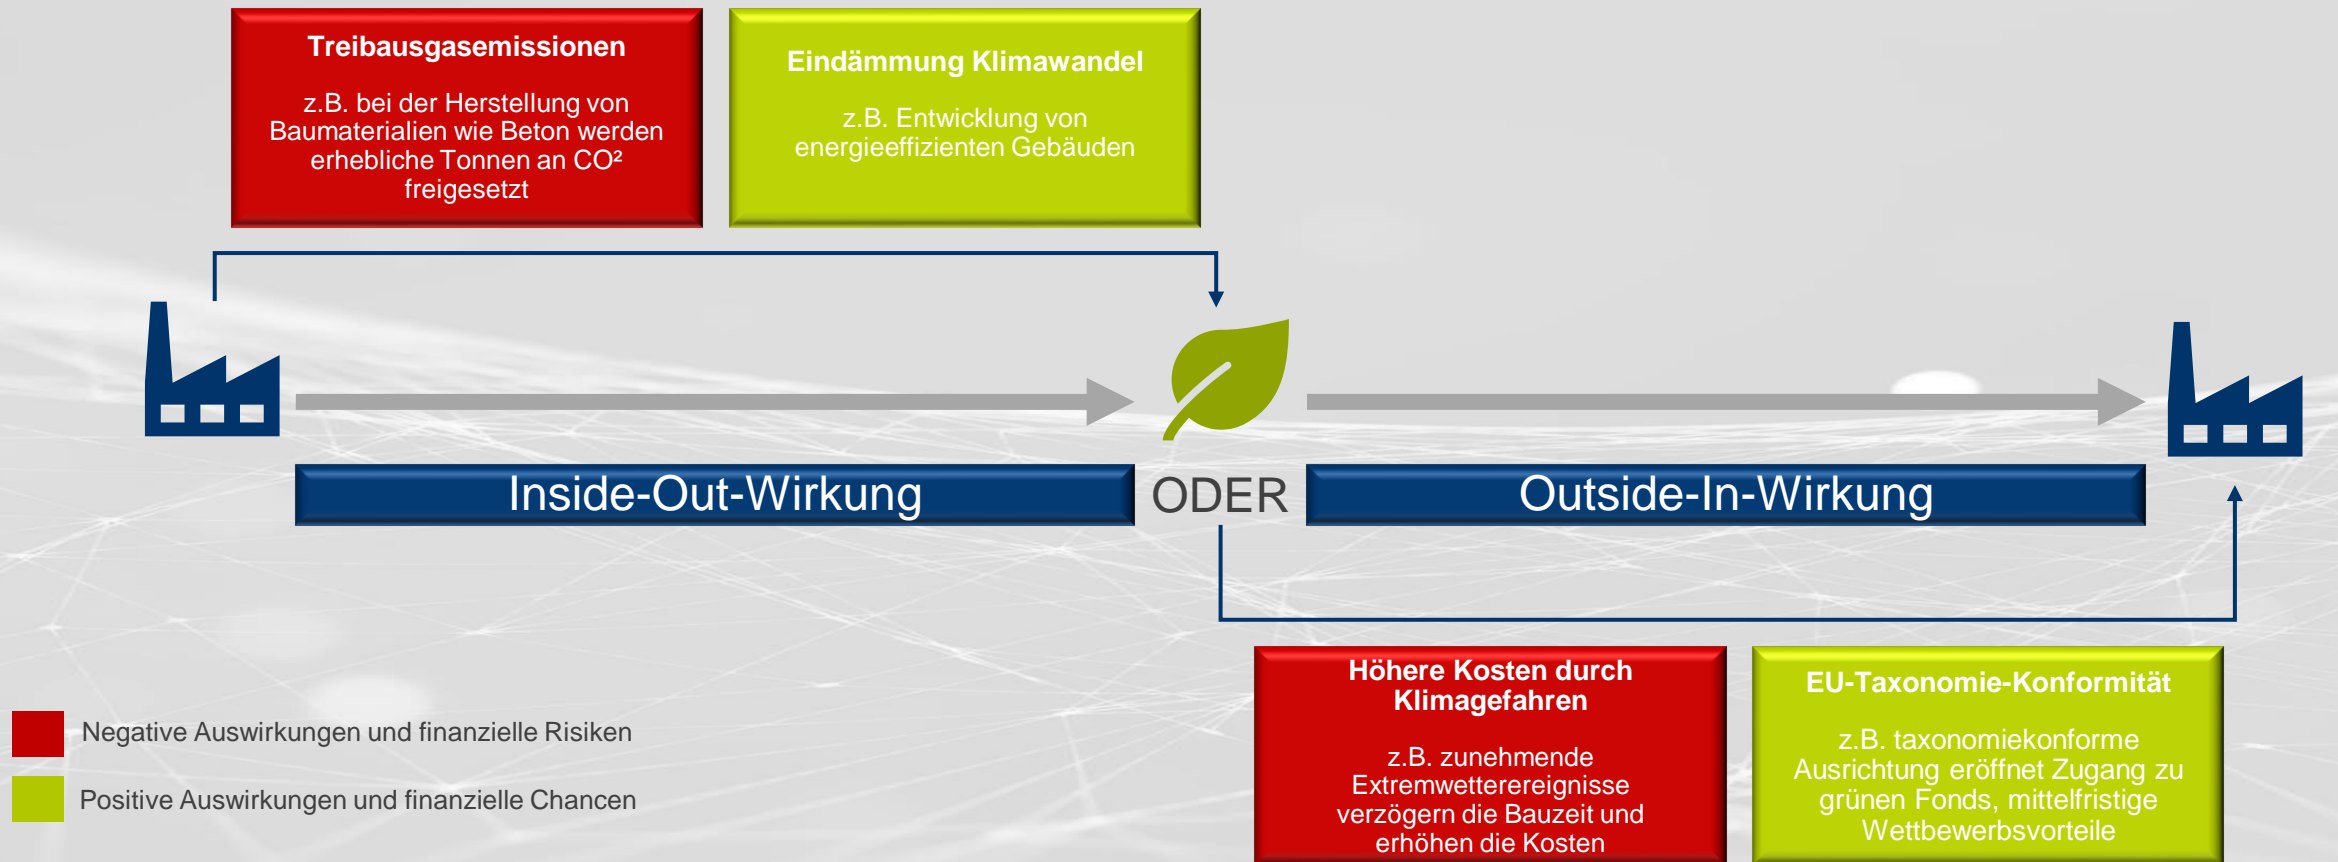 Treibausgasemissionen
z.B. bei der Herstellung von
Baumaterialien wie Beton werden
erhebliche Tonnen an CO²
freigesetzt
Eindämmung Klimawandel
z.B. Entwicklung von
energieeffizienten Gebäuden
Inside-Out-Wirkung
ODER
Outside-In-Wirkung
Höhere Kosten durch
Klimagefahren
z.B. zunehmende
Extremwetterereignisse
verzögern die Bauzeit und
erhöhen die Kosten
EU-Taxonomie-Konformität
z.B. taxonomiekonforme
Ausrichtung eröffnet Zugang zu
grünen Fonds, mittelfristige
Wettbewerbsvorteile
Negative Auswirkungen und finanzielle Risiken
Positive Auswirkungen und finanzielle Chancen